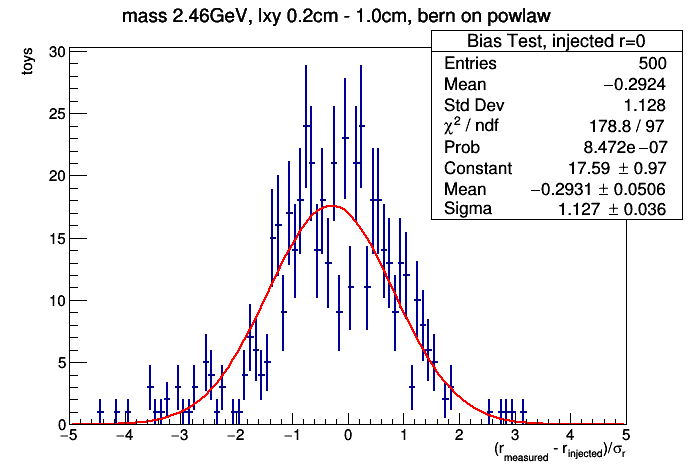 mass 2.46GeV, lxy 0.2cm - 1.0cm, bern on powlaw
Bias Test, injected r=0
Entries 500
Mean −0.2924
Std Dev 1.128
χ² / ndf 178.8 / 97
Prob 8.472e−07
Constant 17.59 ± 0.97
Mean −0.2931 ± 0.0506
Sigma 1.127 ± 0.036
toys
30
25
20
15
10
5
0
−5 −4 −3 −2 −1 0 1 2 3 4 5
(r_measured - r_injected)/σ_r